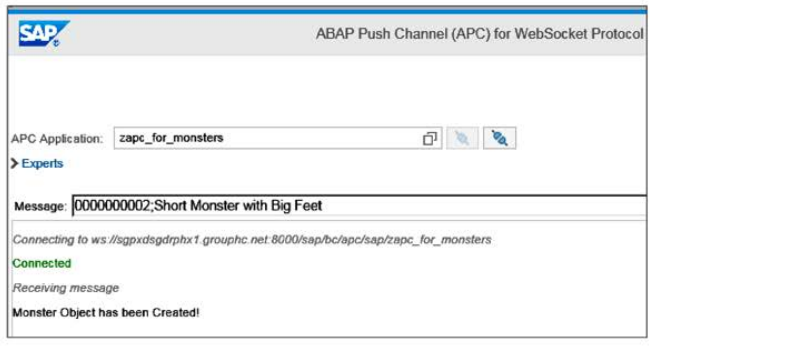 SAP
ABAP Push Channel (APC) for WebSocket Protocol
APC Application: zapc_for_monsters
Experts
Message: 0000000002;Short Monster with Big Feet
Connecting to ws://sgpxdsgdrphx1.grouphc.net:8000/sap/bc/apc/sap/zapc_for_monsters
Connected
Receiving message
Monster Object has been Created!